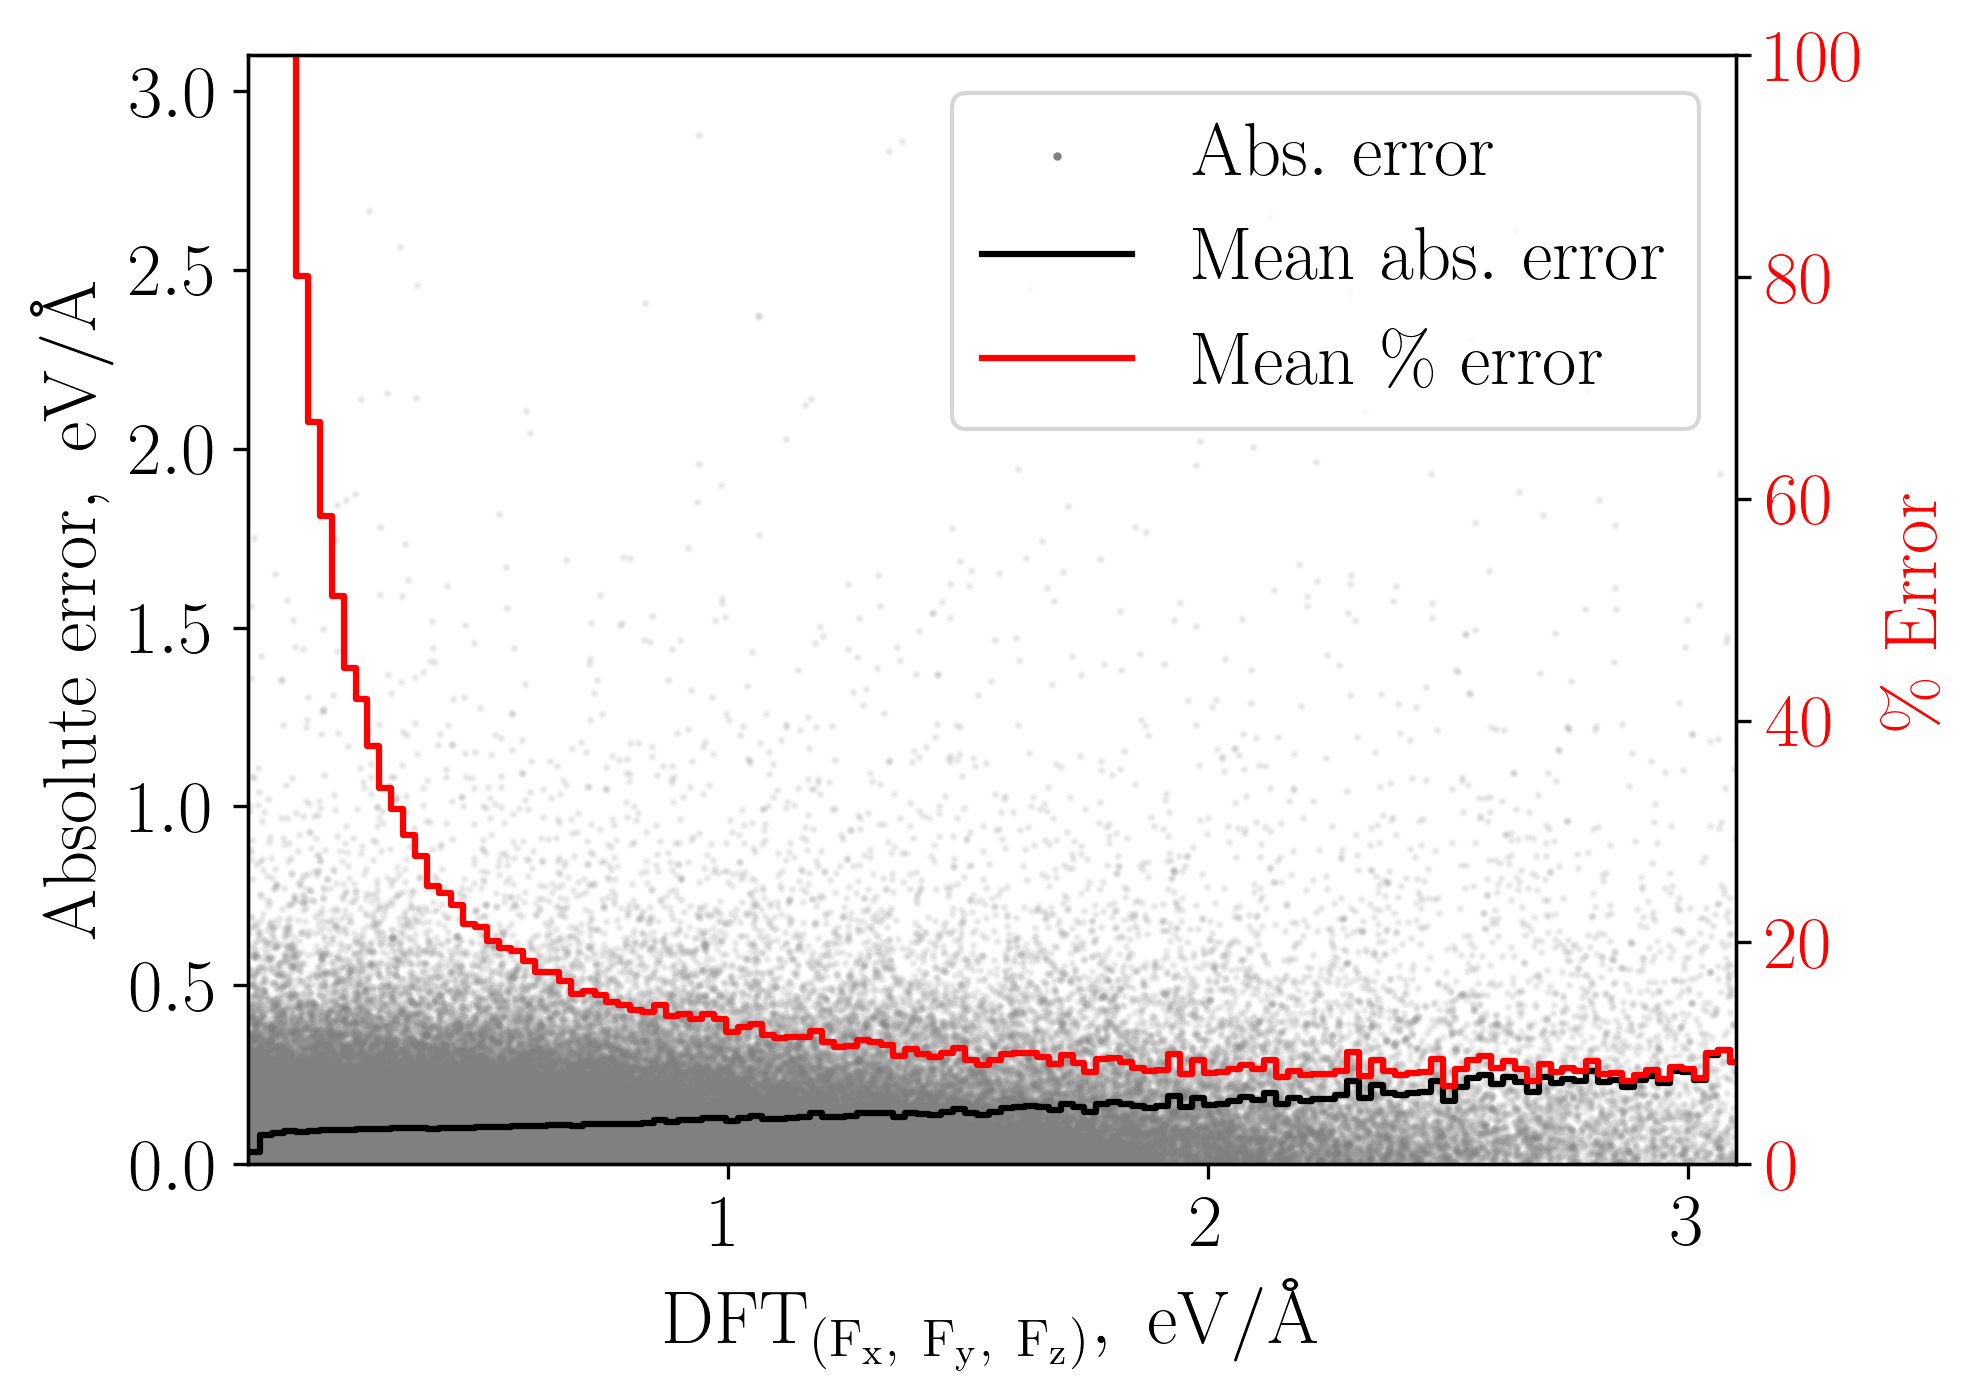 Abs. error
Mean abs. error
Mean % error
Absolute error, eV/Å
3.0
2.5
2.0
1.5
1.0
0.5
0.0
100
80
60
40
20
0
% Error
1
2
3
DFT(Fx, Fy, Fz), eV/Å